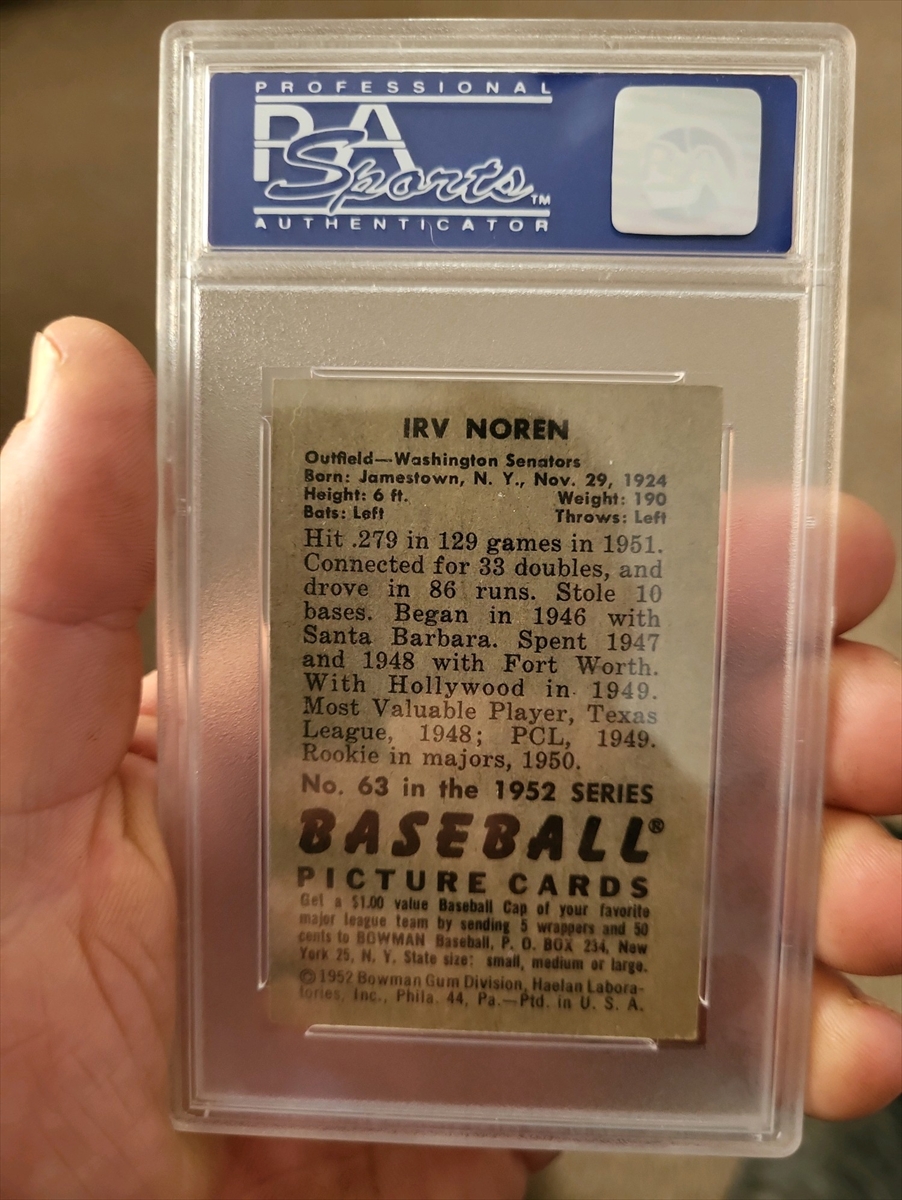 PROFESSIONAL
PSA
Sports™
AUTHENTICATOR
IRV NOREN
Outfield—Washington Senators
Born: Jamestown, N. Y., Nov. 29, 1924
Height: 6 ft. Weight: 190
Bats: Left Throws: Left
Hit .279 in 129 games in 1951.
Connected for 33 doubles, and
drove in 86 runs. Stole 10
bases. Began in 1946 with
Santa Barbara. Spent 1947
and 1948 with Fort Worth.
With Hollywood in 1949.
Most Valuable Player, Texas
League, 1948; PCL, 1949.
Rookie in majors, 1950.
No. 63 in the 1952 SERIES
BASEBALL®
PICTURE CARDS
Get a $1.00 value Baseball Cap of your favorite
major league team by sending 5 wrappers and 50
cents to BOWMAN Baseball, P. O. BOX 234, New
York 25, N. Y. State size: small, medium or large.
©1952 Bowman Gum Division, Haelan Labora-
tories, Inc., Phila. 44, Pa.—Ptd. in U. S. A.